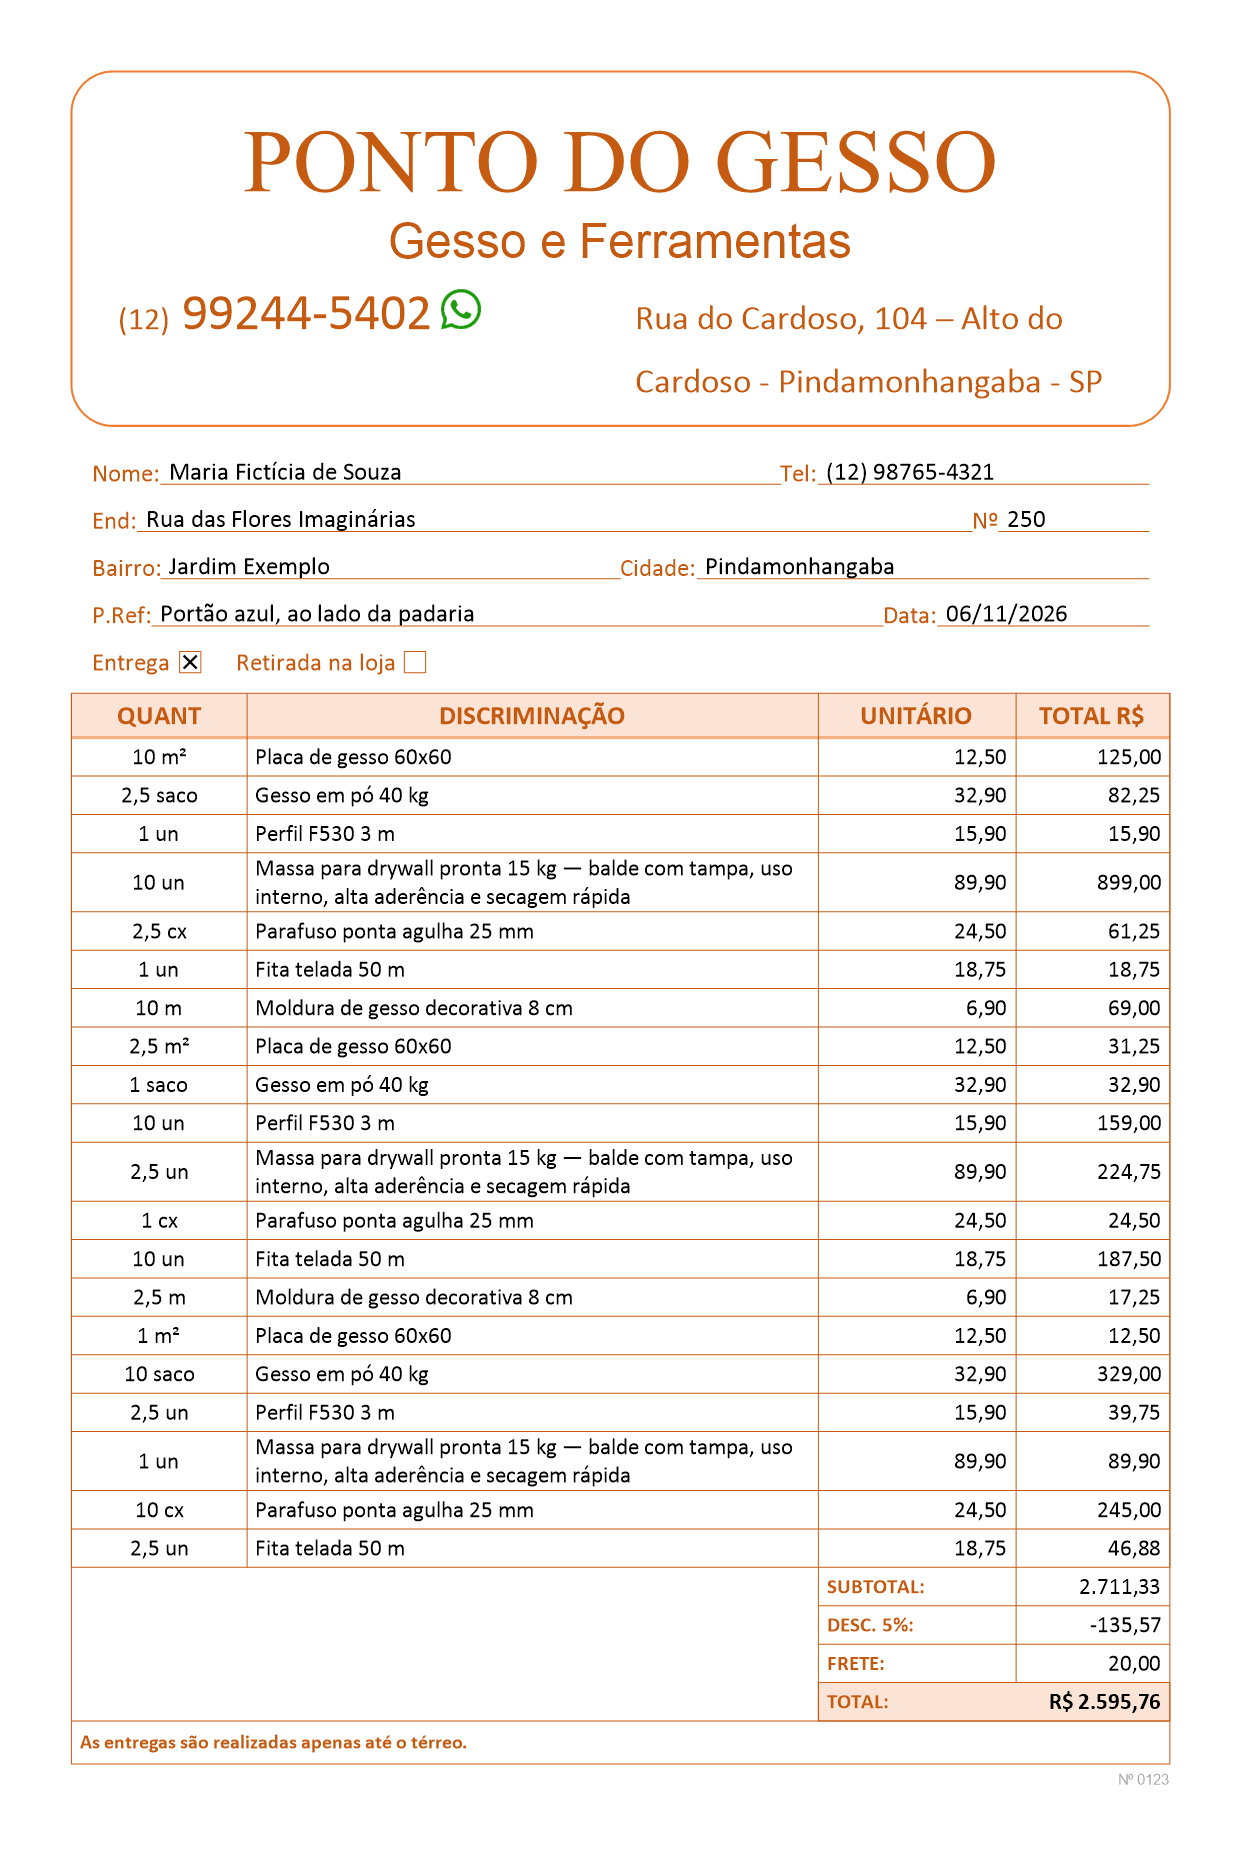 PONTO DO GESSO
Gesso e Ferramentas
(12) 99244-5402
Rua do Cardoso, 104 – Alto do
Cardoso - Pindamonhangaba - SP
Nome: Maria Fictícia de Souza Tel: (12) 98765-4321
End: Rua das Flores Imaginárias Nº 250
Bairro: Jardim Exemplo Cidade: Pindamonhangaba
P.Ref: Portão azul, ao lado da padaria Data: 06/11/2026
Entrega ☒ Retirada na loja ☐
QUANT DISCRIMINAÇÃO UNITÁRIO TOTAL R$
10 m² Placa de gesso 60x60 12,50 125,00
2,5 saco Gesso em pó 40 kg 32,90 82,25
1 un Perfil F530 3 m 15,90 15,90
10 un Massa para drywall pronta 15 kg — balde com tampa, uso
interno, alta aderência e secagem rápida 89,90 899,00
2,5 cx Parafuso ponta agulha 25 mm 24,50 61,25
1 un Fita telada 50 m 18,75 18,75
10 m Moldura de gesso decorativa 8 cm 6,90 69,00
2,5 m² Placa de gesso 60x60 12,50 31,25
1 saco Gesso em pó 40 kg 32,90 32,90
10 un Perfil F530 3 m 15,90 159,00
2,5 un Massa para drywall pronta 15 kg — balde com tampa, uso
interno, alta aderência e secagem rápida 89,90 224,75
1 cx Parafuso ponta agulha 25 mm 24,50 24,50
10 un Fita telada 50 m 18,75 187,50
2,5 m Moldura de gesso decorativa 8 cm 6,90 17,25
1 m² Placa de gesso 60x60 12,50 12,50
10 saco Gesso em pó 40 kg 32,90 329,00
2,5 un Perfil F530 3 m 15,90 39,75
1 un Massa para drywall pronta 15 kg — balde com tampa, uso
interno, alta aderência e secagem rápida 89,90 89,90
10 cx Parafuso ponta agulha 25 mm 24,50 245,00
2,5 un Fita telada 50 m 18,75 46,88
SUBTOTAL: 2.711,33
DESC. 5%: -135,57
FRETE: 20,00
TOTAL: R$ 2.595,76
As entregas são realizadas apenas até o térreo.
Nº 0123